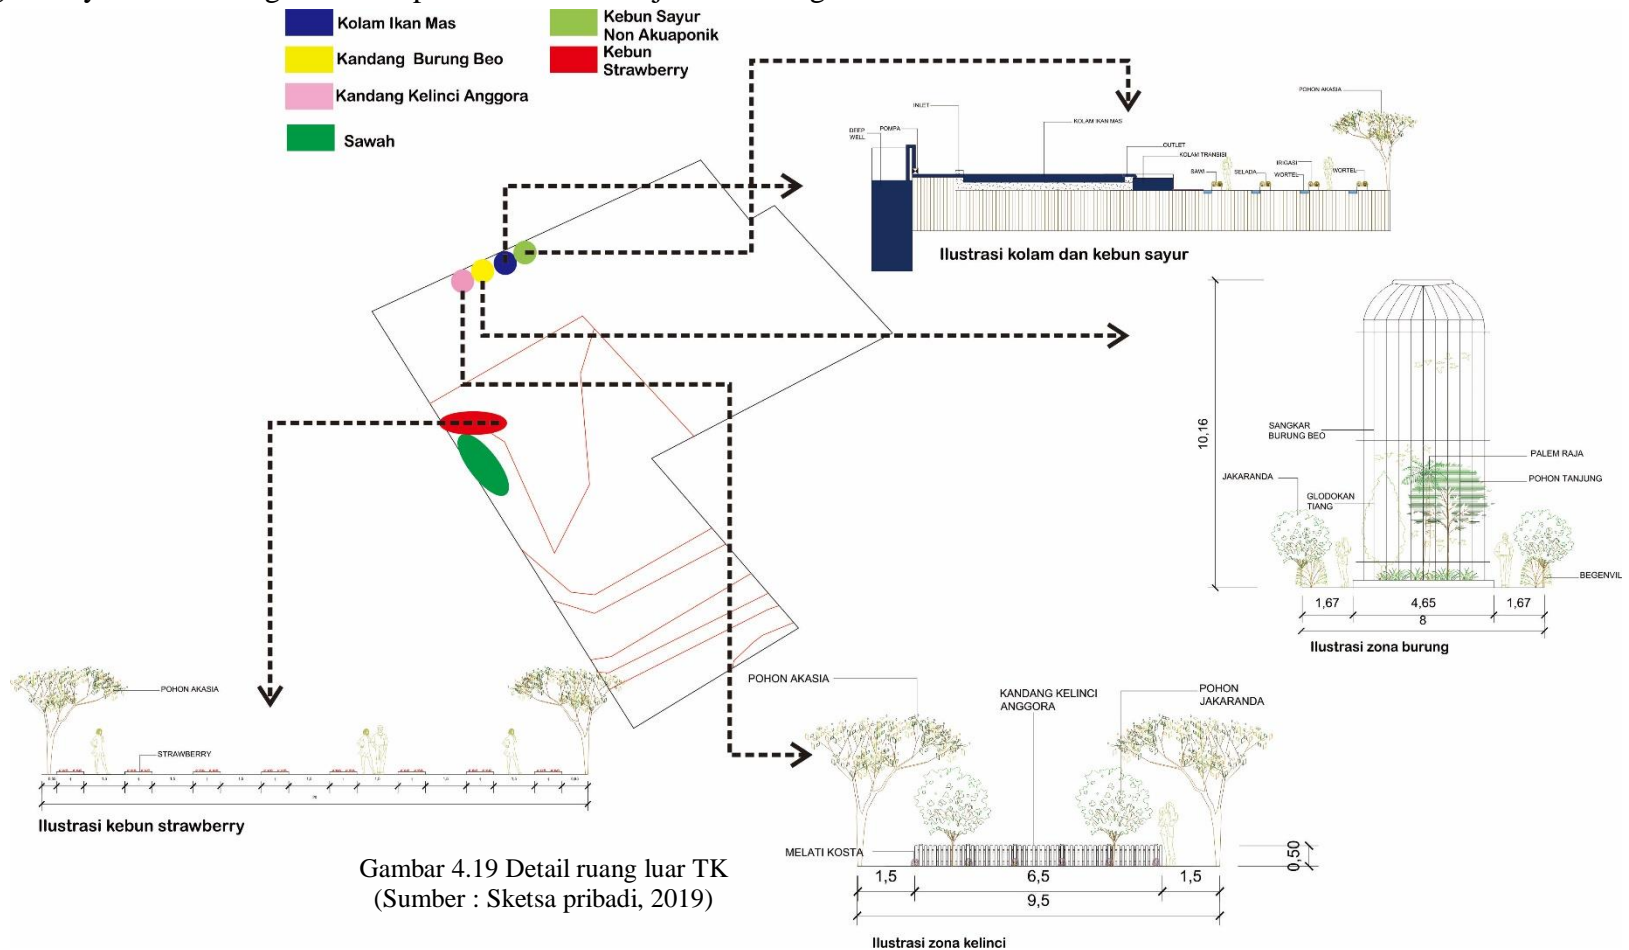 Kolam Ikan Mas
Kebun Sayur
Non Akuaponik
Kandang Burung Beo
Kebun
Strawberry
Kandang Kelinci Anggora
Sawah
POHON AKASIA
INLET
KOLAM IKAN MAS
DEEP
WELL
POMPA
OUTLET
KOLAM TRANSISI
IRIGASI
SAWI
SELADA
WORTEL
WORTEL
Ilustrasi kolam dan kebun sayur
10,16
SANGKAR
BURUNG BEO
PALEM RAJA
JAKARANDA
POHON TANJUNG
GLODOKAN
TIANG
BEGENVIL
1,67
4,65
1,67
8
Ilustrasi zona burung
POHON AKASIA
STRAWBERRY
Ilustrasi kebun strawberry
POHON AKASIA
KANDANG KELINCI
ANGGORA
POHON
JAKARANDA
MELATI KOSTA
0,50
1,5
6,5
1,5
9,5
Ilustrasi zona kelinci
Gambar 4.19 Detail ruang luar TK
(Sumber : Sketsa pribadi, 2019)